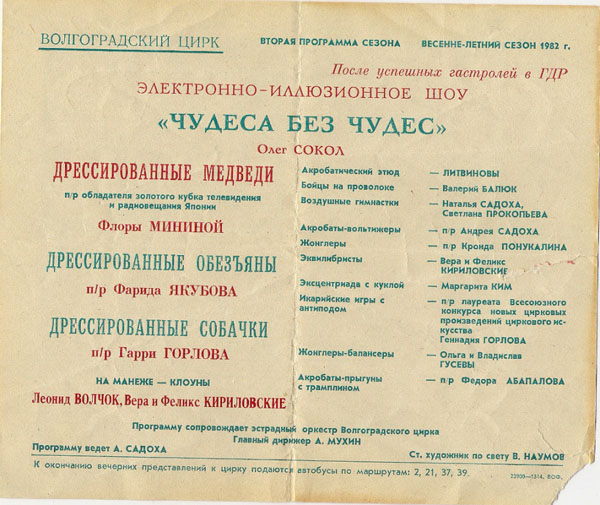 ВОЛГОГРАДСКИЙ ЦИРК
ВТОРАЯ ПРОГРАММА СЕЗОНА
ВЕСЕННЕ-ЛЕТНИЙ СЕЗОН 1982 г.
После успешных гастролей в ГДР
ЭЛЕКТРОННО-ИЛЛЮЗИОННОЕ ШОУ
«ЧУДЕСА БЕЗ ЧУДЕС»
Олег СОКОЛ
ДРЕССИРОВАННЫЕ МЕДВЕДИ
п/р обладателя золотого кубка телевидения
и радиовещания Японии
Флоры МИНИНОЙ
ДРЕССИРОВАННЫЕ ОБЕЗЪЯНЫ
п/р Фарида ЯКУБОВА
ДРЕССИРОВАННЫЕ СОБАЧКИ
п/р Гарри ГОРЛОВА
НА МАНЕЖЕ — КЛОУНЫ
Леонид ВОЛЧОК, Вера и Феликс КИРИЛОВСКИЕ
Акробатический этюд — ЛИТВИНОВЫ
Бойцы на проволоке — Валерий БАЛЮК
Воздушные гимнастки — Наталья САДОХА,
Светлана ПРОКОПЬЕВА
Акробаты-вольтижеры — п/р Андрея САДОХА
Жонглеры — п/р Кронда ПОНУКАЛИНА
Эквилибристы — Вера и Феликс
КИРИЛОВСКИЕ
Эксцентриада с куклой — Маргарита КИМ
Икарийские игры с — п/р лауреата Всесоюзного
антиподом конкурса новых цирковых
произведений циркового ис-
кусства
Геннадия ГОРЛОВА
Жонглеры-балансеры — Ольга и Владислав
ГУСЕВЫ
Акробаты-прыгуны — п/р Федора АБАПАЛОВА
с трамплином
Программу сопровождает эстрадный оркестр Волгоградского цирка
Главный дирижер А. МУХИН
Программу ведет А. САДОХА
Ст. художник по свету В. НАУМОВ
К окончанию вечерних представлений к цирку подаются автобусы по маршрутам: 2, 21, 37, 39.